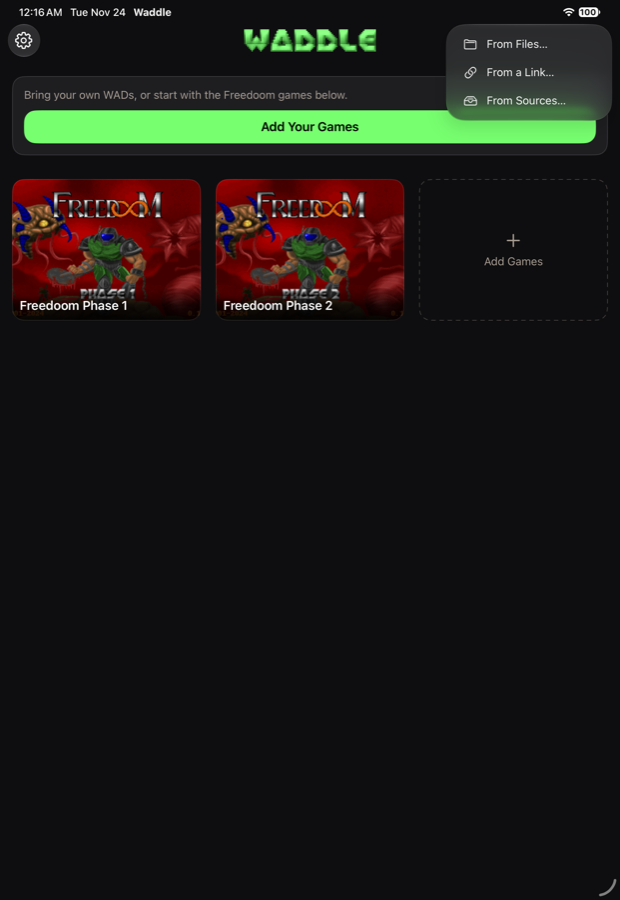 12:16 AM Tue Nov 24 Waddle 100
WADDLE
From Files...
From a Link...
From Sources...
Bring your own WADs, or start with the Freedoom games below.
Add Your Games
FREEDOOM
PHASE 1
Freedoom Phase 1
FREEDOOM
PHASE 2
Freedoom Phase 2
Add Games